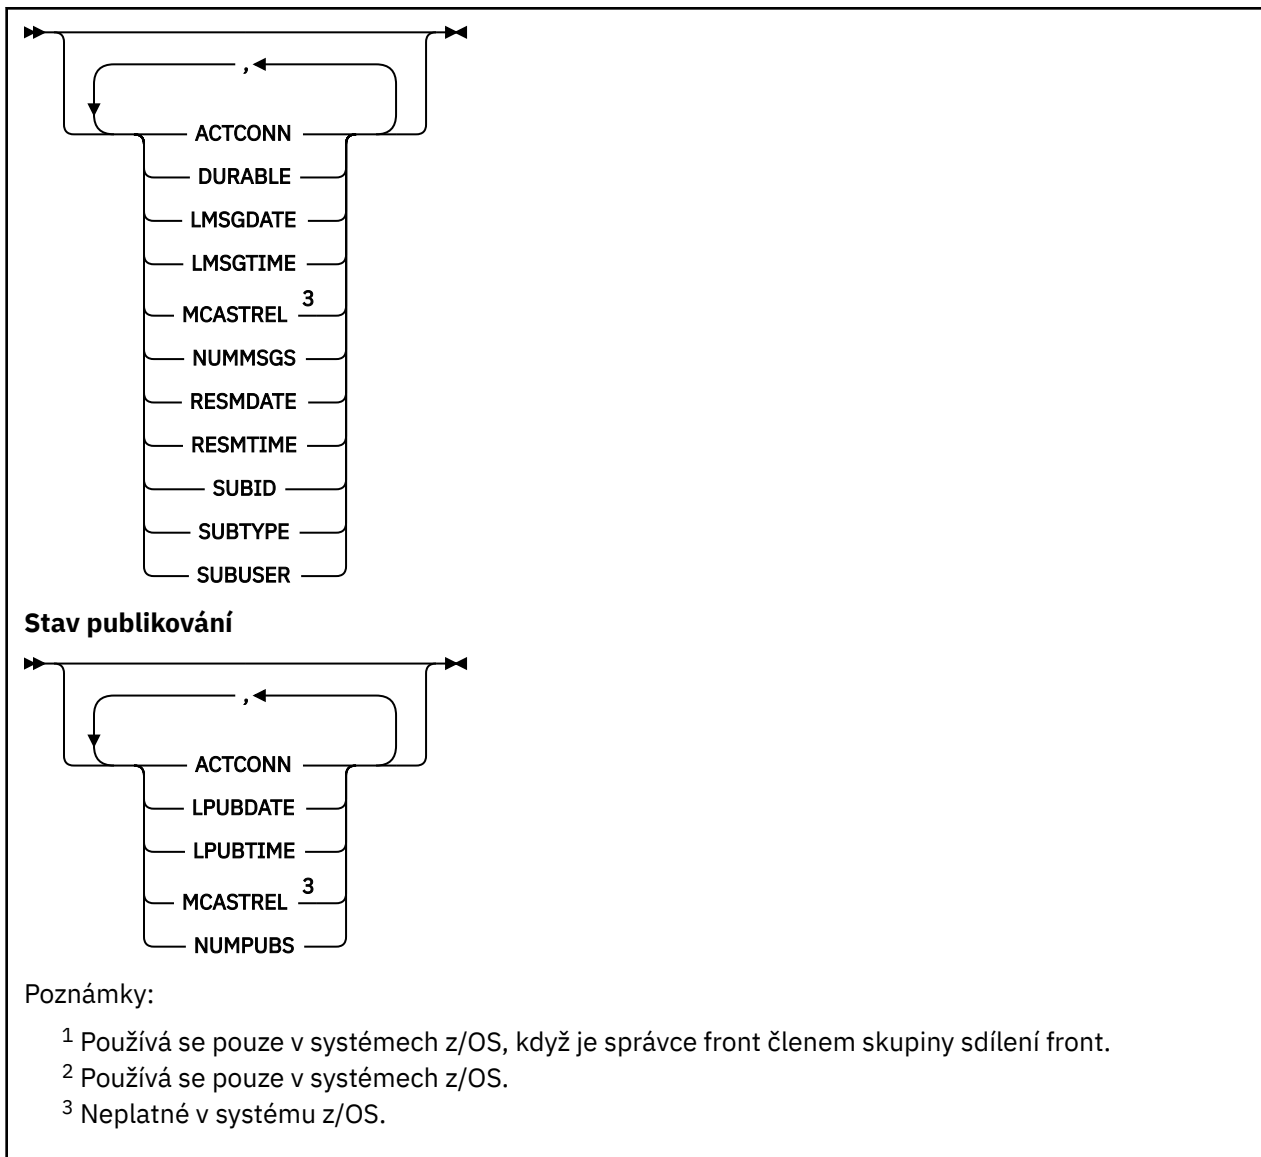 ,
ACTCONN
DURABLE
LMSGDATE
LMSGTIME
MCASTREL 3
NUMMSGS
RESMDATE
RESMTIME
SUBID
SUBTYPE
SUBUSER
Stav publikování
,
ACTCONN
LPUBDATE
LPUBTIME
MCASTREL 3
NUMPUBS
Poznámky:
1 Používá se pouze v systémech z/OS, když je správce front členem skupiny sdílení front.
2 Používá se pouze v systémech z/OS.
3 Neplatné v systému z/OS.